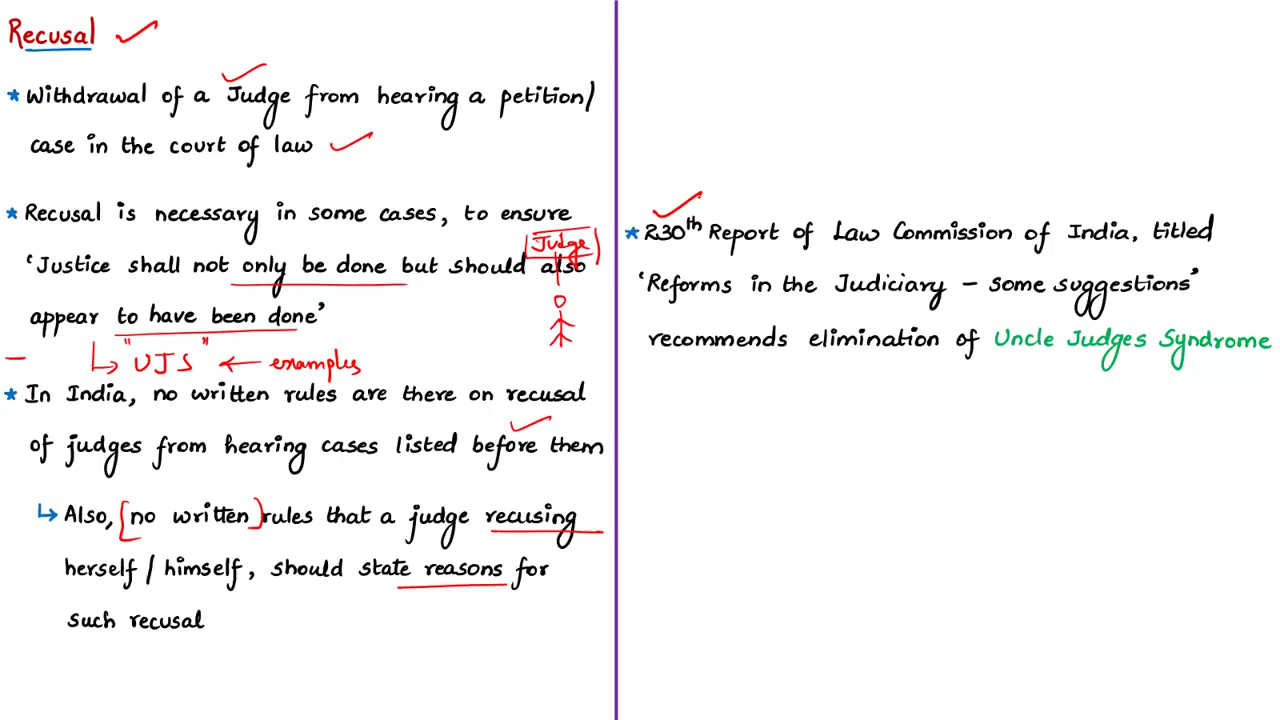 Recusal
* Withdrawal of a Judge from hearing a petition/
case in the court of law
* Recusal is necessary in some cases, to ensure
'Justice shall not only be done but should also
appear to have been done'
Judge
"UJS" ← examples
* In India, no written rules are there on recusal
of judges from hearing cases listed before them
↳ Also, [no written] rules that a judge recusing
herself/himself, should state reasons for
such recusal
* 230th Report of Law Commission of India, titled
'Reforms in the Judiciary – some suggestions'
recommends elimination of Uncle Judges Syndrome